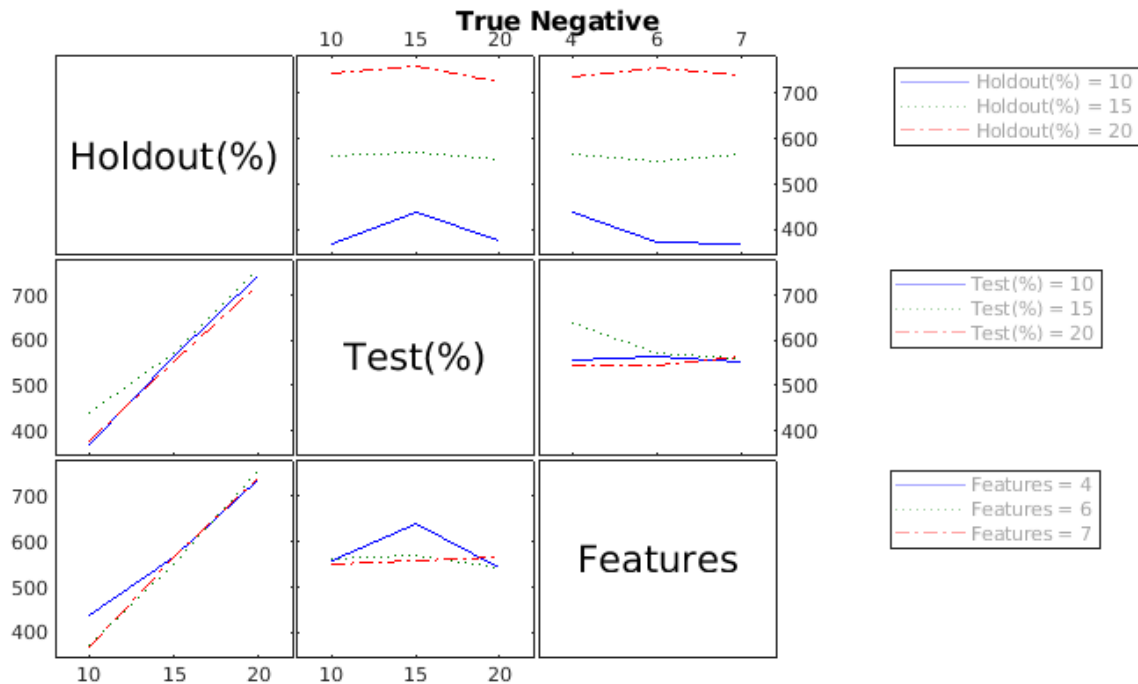 True Negative
10 15 20 4 6 7
Holdout(%)
700
600
500
400
Holdout(%) = 10
Holdout(%) = 15
Holdout(%) = 20
700
600
500
400
Test(%)
700
600
500
400
Test(%) = 10
Test(%) = 15
Test(%) = 20
700
600
500
400
Features
Features = 4
Features = 6
Features = 7
10 15 20 10 15 20